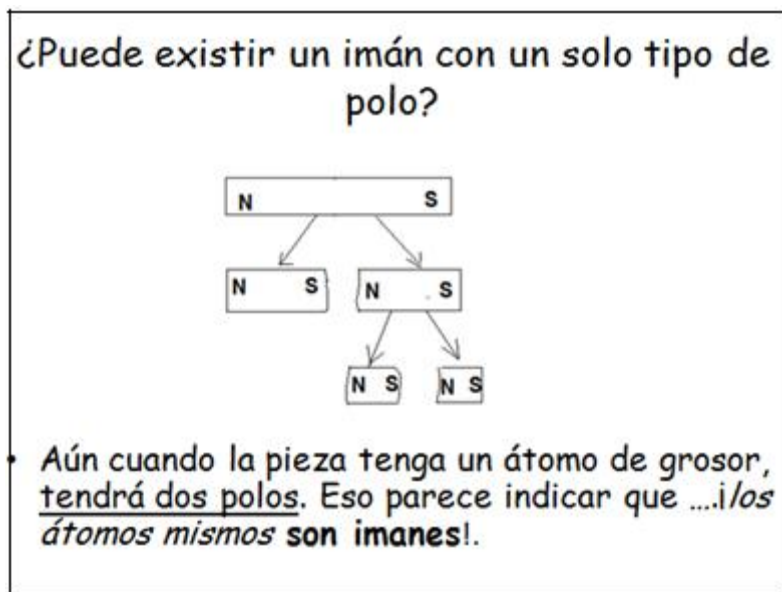 ¿Puede existir un imán con un solo tipo de
polo?
N S
N S N S
N S N S
• Aún cuando la pieza tenga un átomo de grosor,
tendrá dos polos. Eso parece indicar que ....¡los
átomos mismos son imanes!.